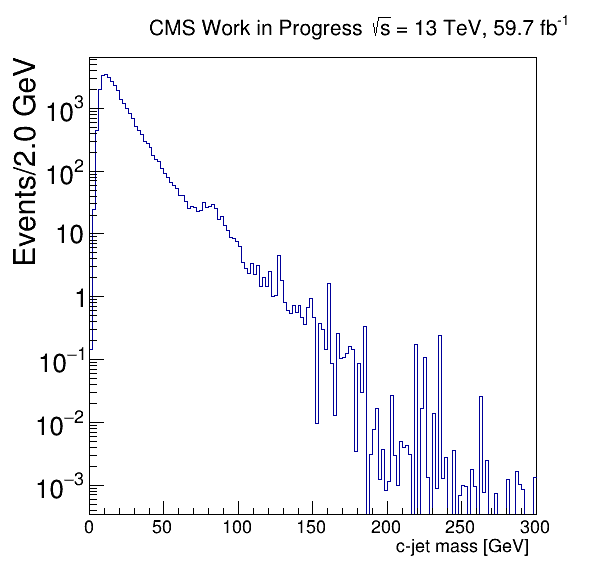 CMS Work in Progress √s = 13 TeV, 59.7 fb⁻¹
Events/2.0 GeV
10³
10²
10
1
10⁻¹
10⁻²
10⁻³
0 50 100 150 200 250 300
c-jet mass [GeV]